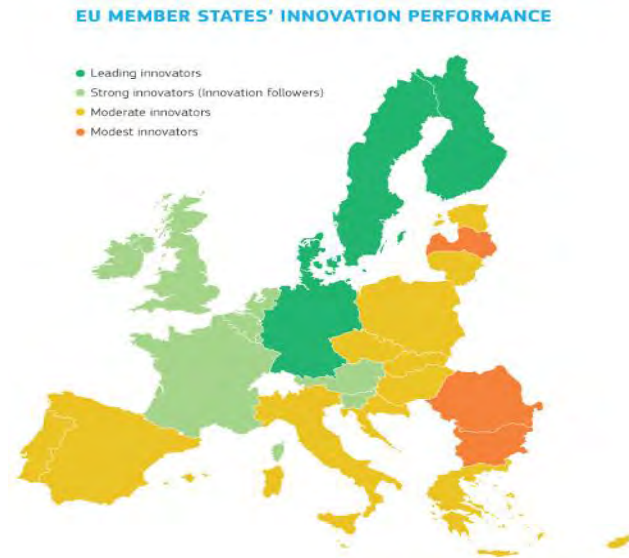 EU MEMBER STATES' INNOVATION PERFORMANCE
Leading innovators
Strong innovators (Innovation followers)
Moderate innovators
Modest innovators